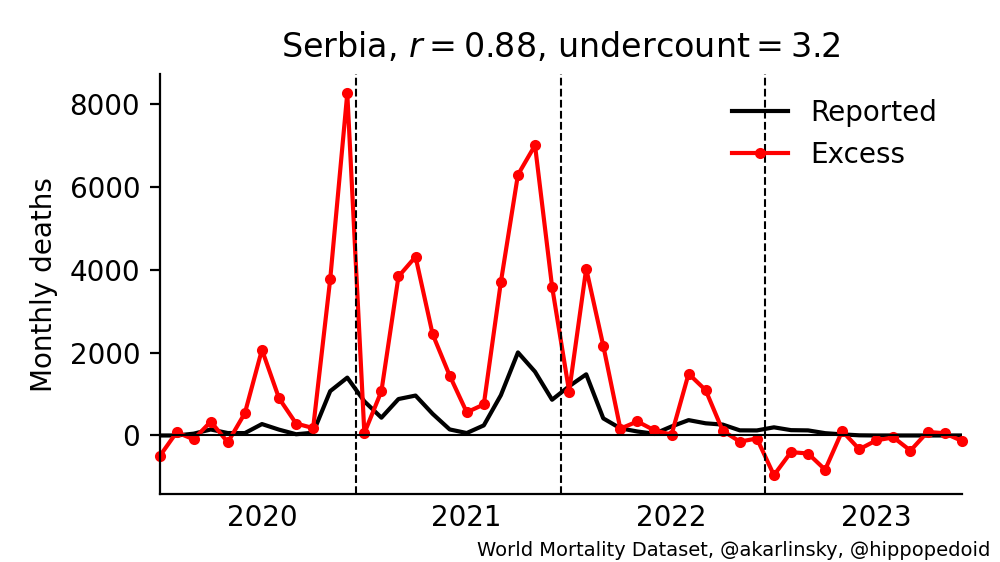 Serbia, r = 0.88, undercount = 3.2
Reported
Excess
Monthly deaths
8000
6000
4000
2000
0
2020 2021 2022 2023
World Mortality Dataset, @akarlinsky, @hippopedoid